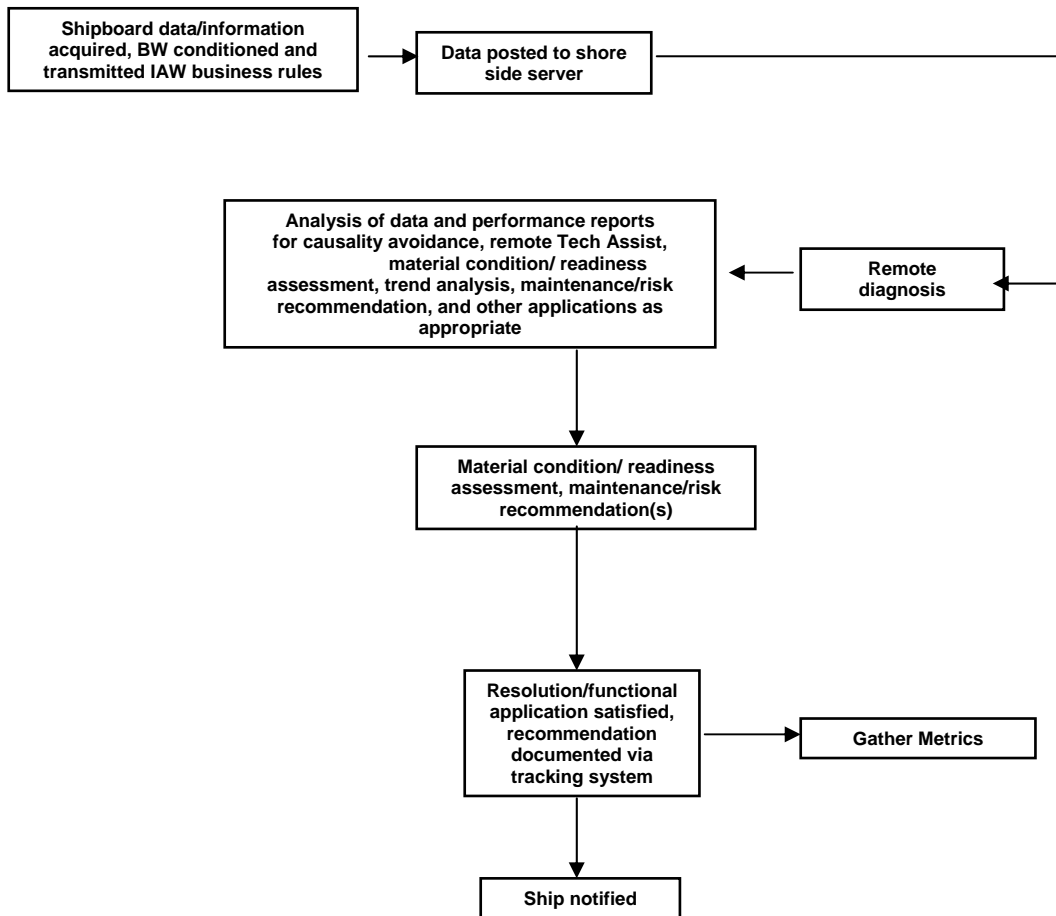 Shipboard data/information
acquired, BW conditioned and
transmitted IAW business rules
Data posted to shore
side server
Analysis of data and performance reports
for causality avoidance, remote Tech Assist,
material condition/ readiness
assessment, trend analysis, maintenance/risk
recommendation, and other applications as
appropriate
Remote
diagnosis
Material condition/ readiness
assessment, maintenance/risk
recommendation(s)
Resolution/functional
application satisfied,
recommendation
documented via
tracking system
Gather Metrics
Ship notified